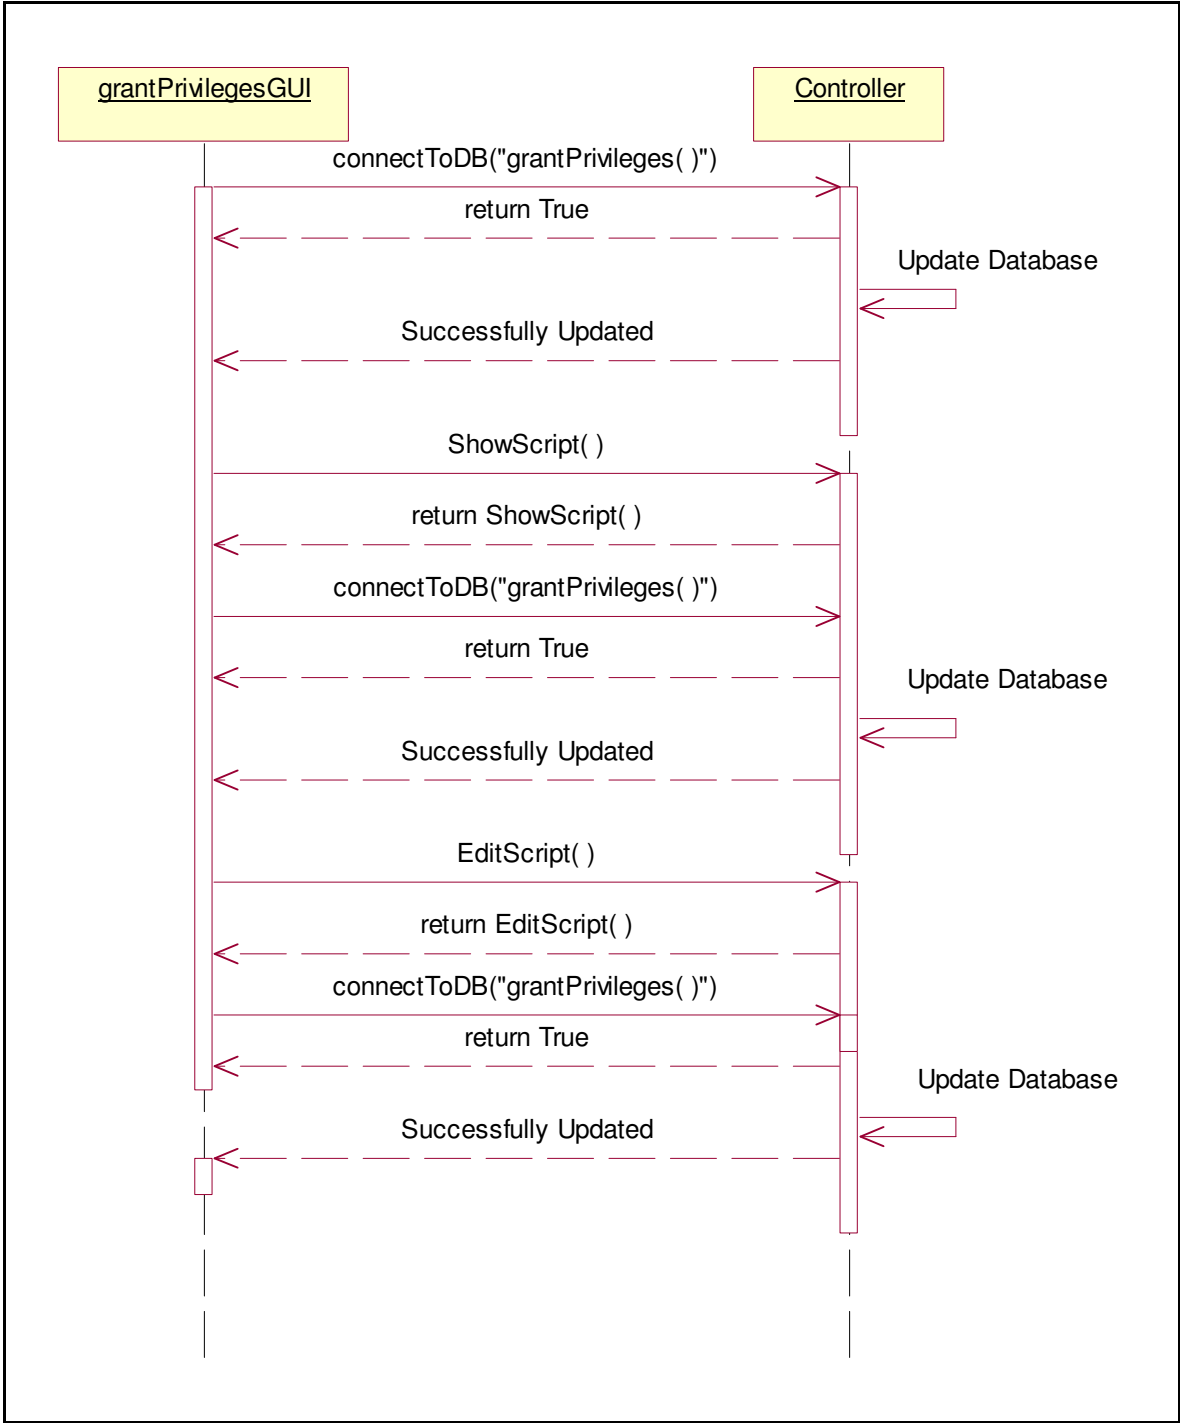 grantPrivilegesGUI
Controller
connectToDB("grantPrivileges( )")
return True
Update Database
Successfully Updated
ShowScript( )
return ShowScript( )
connectToDB("grantPrivileges( )")
return True
Update Database
Successfully Updated
EditScript( )
return EditScript( )
connectToDB("grantPrivileges( )")
return True
Update Database
Successfully Updated